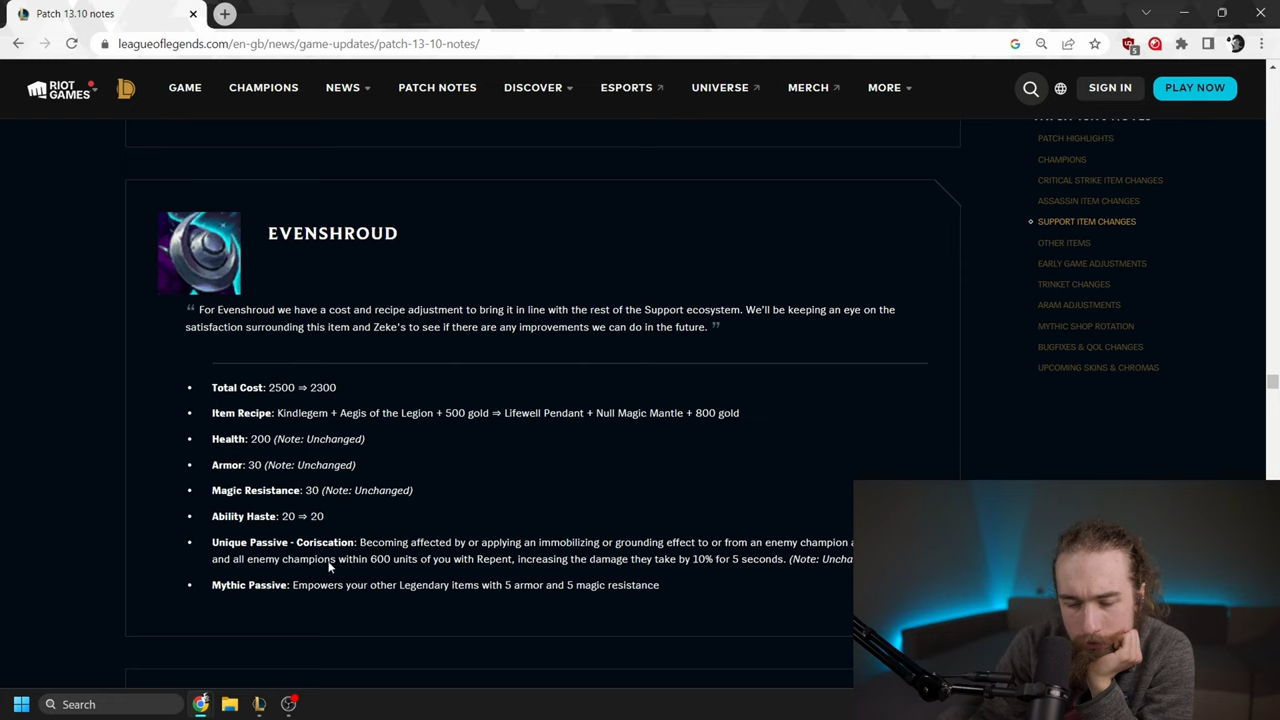 Patch 13.10 notes
leagueoflegends.com/en-gb/news/game-updates/patch-13-10-notes/
5
RIOT GAMES
GAME CHAMPIONS NEWS PATCH NOTES DISCOVER ESPORTS UNIVERSE MERCH MORE SIGN IN PLAY NOW
PATCH HIGHLIGHTS
CHAMPIONS
CRITICAL STRIKE ITEM CHANGES
ASSASSIN ITEM CHANGES
SUPPORT ITEM CHANGES
OTHER ITEMS
EARLY GAME ADJUSTMENTS
TRINKET CHANGES
ARAM ADJUSTMENTS
MYTHIC SHOP ROTATION
BUGFIXES & QOL CHANGES
UPCOMING SKINS & CHROMAS
EVENSHROUD
“ For Evenshroud we have a cost and recipe adjustment to bring it in line with the rest of the Support ecosystem. We'll be keeping an eye on the
satisfaction surrounding this item and Zeke's to see if there are any improvements we can do in the future. ”
• Total Cost: 2500 ⇒ 2300
• Item Recipe: Kindlegem + Aegis of the Legion + 500 gold ⇒ Lifewell Pendant + Null Magic Mantle + 800 gold
• Health: 200 (Note: Unchanged)
• Armor: 30 (Note: Unchanged)
• Magic Resistance: 30 (Note: Unchanged)
• Ability Haste: 20 ⇒ 20
• Unique Passive - Coriscation: Becoming affected by or applying an immobilizing or grounding effect to or from an enemy champion
and all enemy champions within 600 units of you with Repent, increasing the damage they take by 10% for 5 seconds. (Note: Uncha
• Mythic Passive: Empowers your other Legendary items with 5 armor and 5 magic resistance
Search